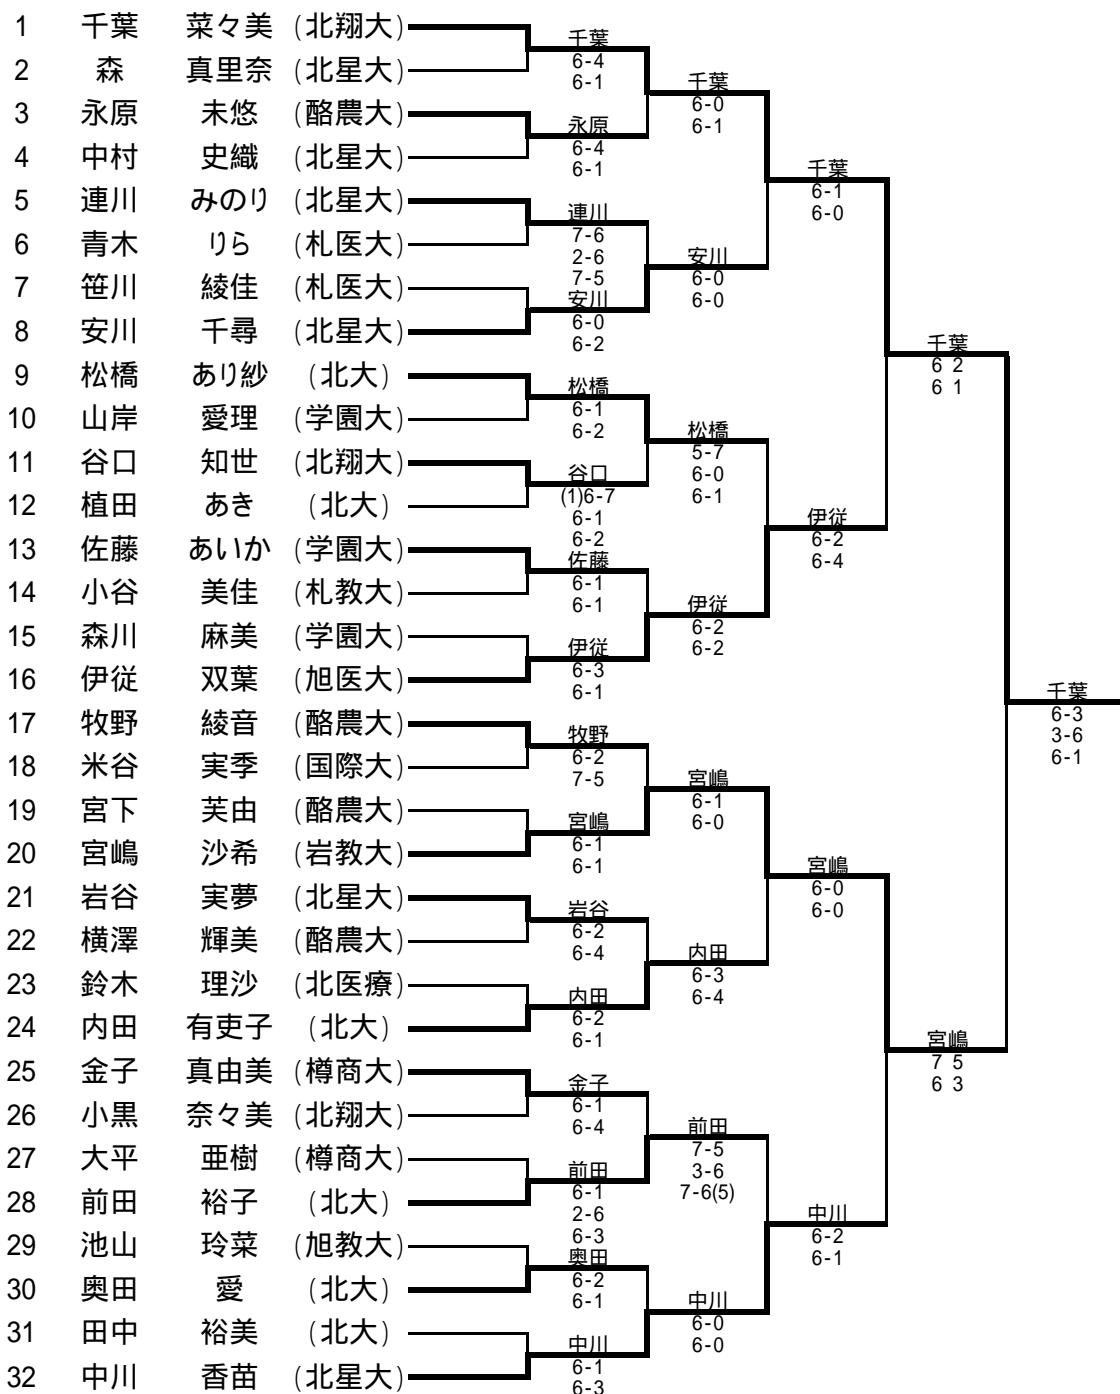 1 千葉 菜々美 (北翔大)
2 森 真里奈 (北星大)
3 永原 未悠 (酪農大)
4 中村 史織 (北星大)
5 連川 みのり (北星大)
6 青木 りら (札医大)
7 笹川 綾佳 (札医大)
8 安川 千尋 (北星大)
9 松橋 あり紗 (北大)
10 山岸 愛理 (学園大)
11 谷口 知世 (北翔大)
12 植田 あき (北大)
13 佐藤 あいか (学園大)
14 小谷 美佳 (札教大)
15 森川 麻美 (学園大)
16 伊従 双葉 (旭医大)
17 牧野 綾音 (酪農大)
18 米谷 実季 (国際大)
19 宮下 芙由 (酪農大)
20 宮嶋 沙希 (岩教大)
21 岩谷 実夢 (北星大)
22 横澤 輝美 (酪農大)
23 鈴木 理沙 (北医療)
24 内田 有吏子 (北大)
25 金子 真由美 (樽商大)
26 小黒 奈々美 (北翔大)
27 大平 亜樹 (樽商大)
28 前田 裕子 (北大)
29 池山 玲菜 (旭教大)
30 奥田 愛 (北大)
31 田中 裕美 (北大)
32 中川 香苗 (北星大)
千葉
6-4
6-1
永原
6-4
6-1
連川
7-6
2-6
7-5
安川
6-0
6-2
松橋
6-1
6-2
谷口
(1)6-7
6-1
6-2
佐藤
6-1
6-1
伊従
6-3
6-1
牧野
6-2
7-5
宮嶋
6-1
6-1
岩谷
6-2
6-4
内田
6-2
6-1
金子
6-1
6-4
前田
6-1
2-6
6-3
奥田
6-2
6-1
中川
6-1
6-3
千葉
6-0
6-1
安川
6-0
6-0
松橋
5-7
6-0
6-1
伊従
6-2
6-2
宮嶋
6-1
6-0
内田
6-3
6-4
前田
7-5
3-6
7-6(5)
中川
6-0
6-0
千葉
6-1
6-0
伊従
6-2
6-4
宮嶋
6-0
6-0
中川
6-2
6-1
千葉
6 2
6 1
宮嶋
7 5
6 3
千葉
6-3
3-6
6-1